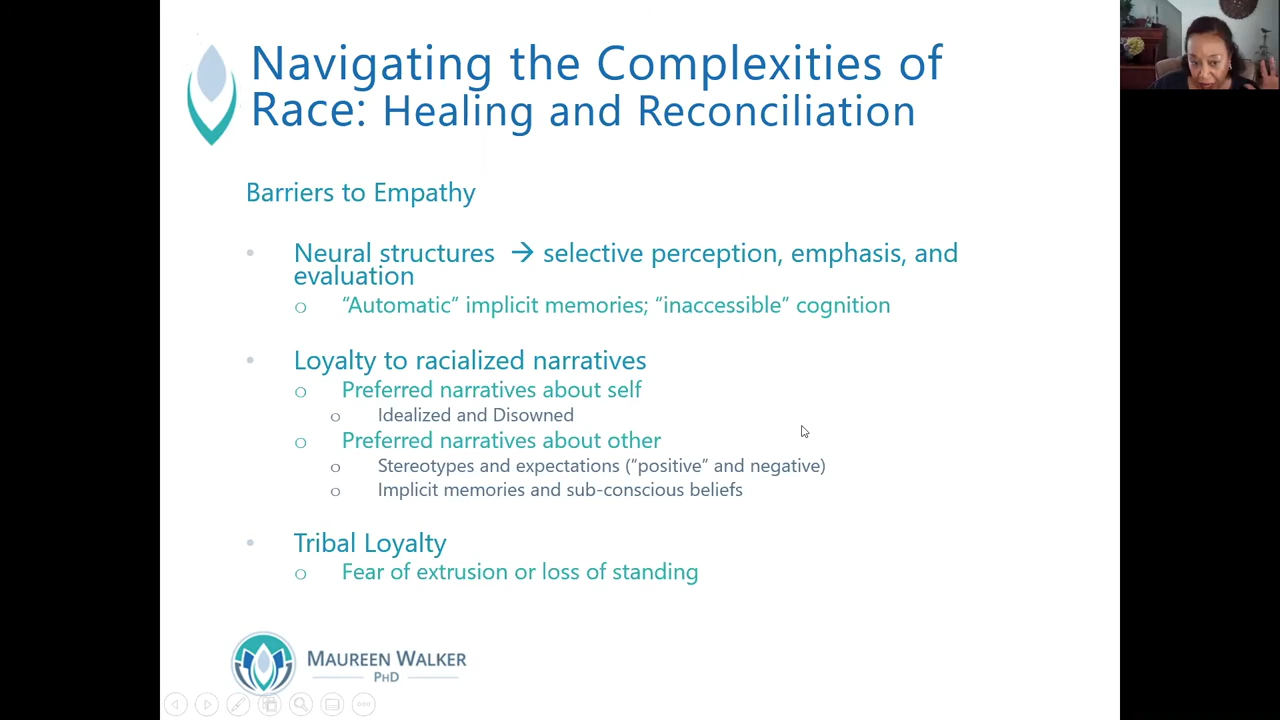 Navigating the Complexities of
Race: Healing and Reconciliation
Barriers to Empathy
• Neural structures → selective perception, emphasis, and
evaluation
o “Automatic” implicit memories; “inaccessible” cognition
• Loyalty to racialized narratives
o Preferred narratives about self
o Idealized and Disowned
o Preferred narratives about other
o Stereotypes and expectations (“positive” and negative)
o Implicit memories and sub-conscious beliefs
• Tribal Loyalty
o Fear of extrusion or loss of standing
MAUREEN WALKER
PHD